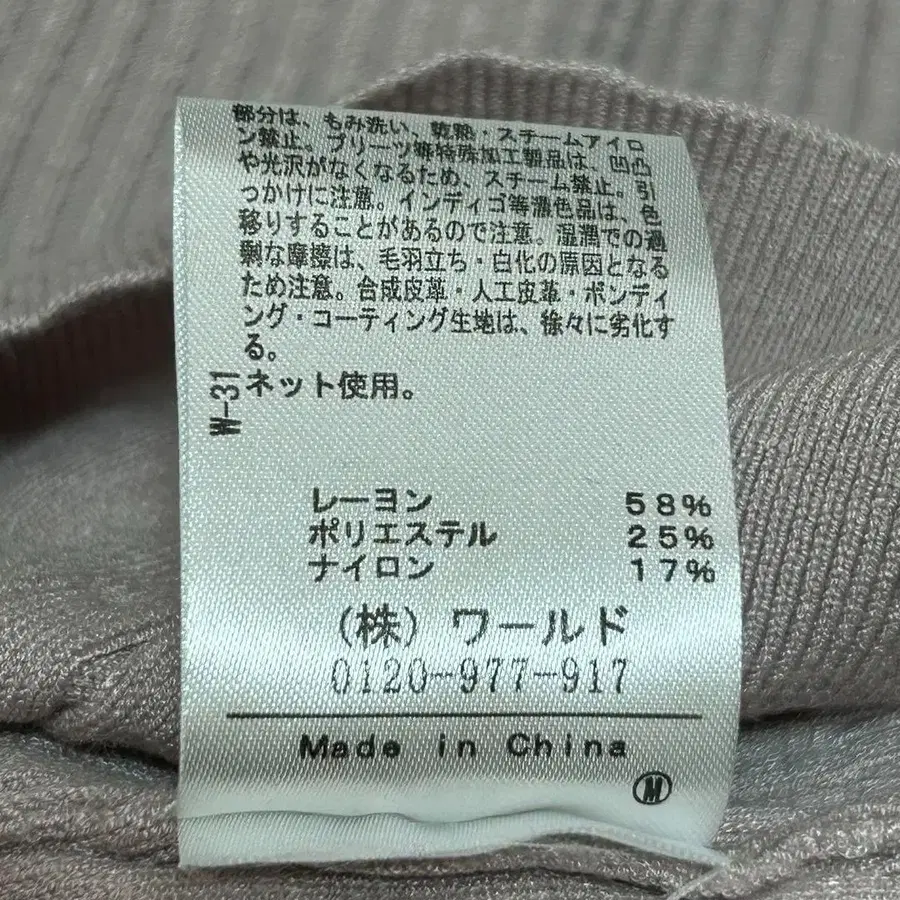 部分は、もみ洗い、乾熱・スチームアイロ
ン禁止。プリーツ等特殊加工製品は、凹凸
や光沢がなくなるため、スチーム禁止。引
っかけに注意。インディゴ等濃色品は、色
移りすることがあるので注意。湿潤での過
剰な摩擦は、毛羽立ち・白化の原因となる
ため注意。合成皮革・人工皮革・ボンディ
ング・コーティング生地は、徐々に劣化す
る。
W-31
ネット使用。
レーヨン 58%
ポリエステル 25%
ナイロン 17%
(株) ワールド
0120-977-917
Made in China
M